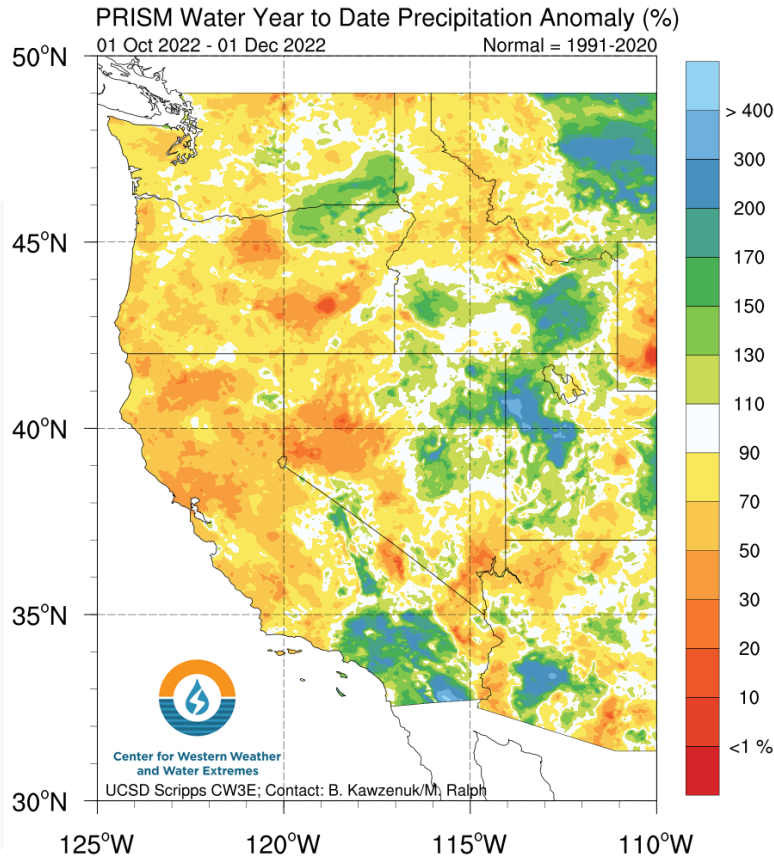 PRISM Water Year to Date Precipitation Anomaly (%)
01 Oct 2022 - 01 Dec 2022 Normal = 1991-2020
50°N
45°N
40°N
35°N
30°N
125°W 120°W 115°W 110°W
> 400
300
200
170
150
130
110
90
70
50
30
20
10
<1 %
Center for Western Weather
and Water Extremes
UCSD Scripps CW3E; Contact: B. Kawzenuk/M. Ralph